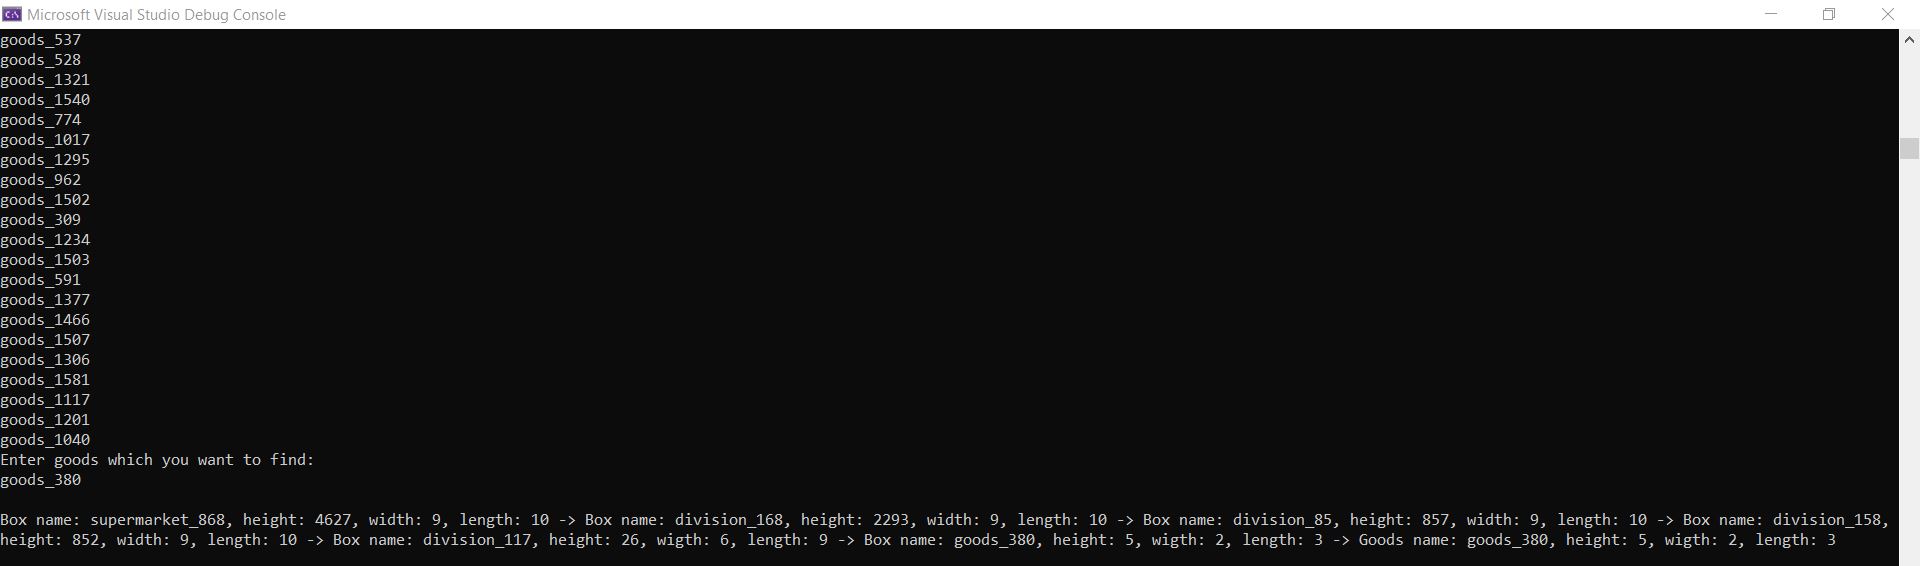 Microsoft Visual Studio Debug Console
goods_537
goods_528
goods_1321
goods_1540
goods_774
goods_1017
goods_1295
goods_962
goods_1502
goods_309
goods_1234
goods_1503
goods_591
goods_1377
goods_1466
goods_1507
goods_1306
goods_1581
goods_1117
goods_1201
goods_1040
Enter goods which you want to find:
goods_380
Box name: supermarket_868, height: 4627, width: 9, length: 10 -> Box name: division_168, height: 2293, width: 9, length: 10 -> Box name: division_85, height: 857, width: 9, length: 10 -> Box name: division_158,
height: 852, width: 9, length: 10 -> Box name: division_117, height: 26, wigth: 6, length: 9 -> Box name: goods_380, height: 5, wigth: 2, length: 3 -> Goods name: goods_380, height: 5, wigth: 2, length: 3